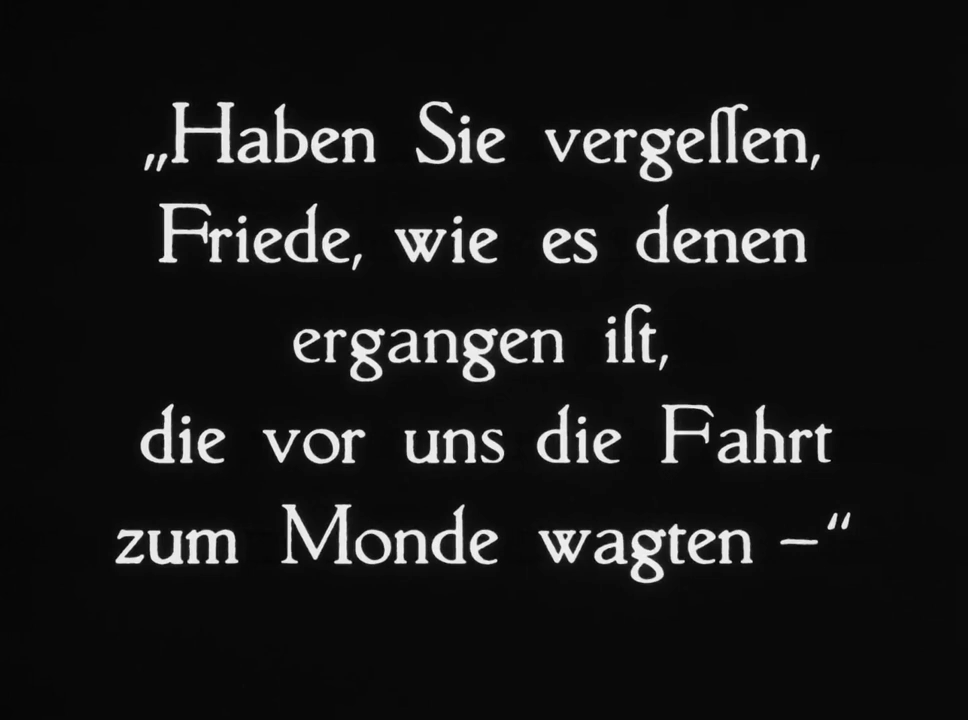 „Haben Sie vergeſſen,
Friede, wie es denen
ergangen iſt,
die vor uns die Fahrt
zum Monde wagten –“